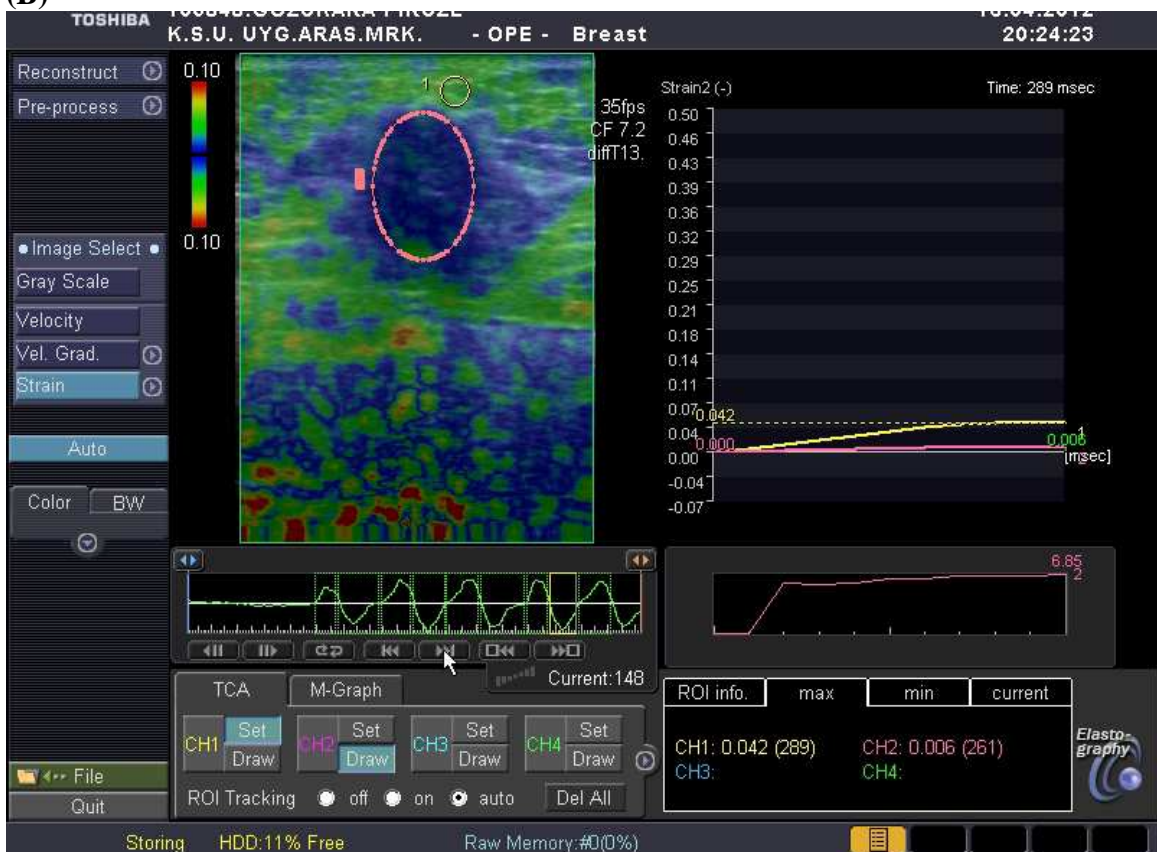 (B)
TOSHIBA
K.S.U. UYG.ARAS.MRK. - OPE - Breast
20:24:23
Reconstruct
Pre-process
Image Select
Gray Scale
Velocity
Vel. Grad.
Strain
Auto
Color BW
File
Quit
0.10
0.10
1
35fps
CF 7.2
diffT13.
Strain2 (-) Time: 289 msec
0.50
0.46
0.43
0.39
0.36
0.32
0.29
0.25
0.21
0.18
0.14
0.11
0.07
0.042
0.04
0.000
0.006
1
0.00
[msec]
-0.04
-0.07
6.85
2
Current:148
TCA M-Graph
CH1 Set Draw
CH2 Set Draw
CH3 Set Draw
CH4 Set Draw
ROI Tracking off on auto Del All
ROI info. max min current
CH1: 0.042 (289) CH2: 0.006 (261)
CH3: CH4:
Elasto-
graphy
Storing HDD:11% Free Raw Memory:#0(0%)